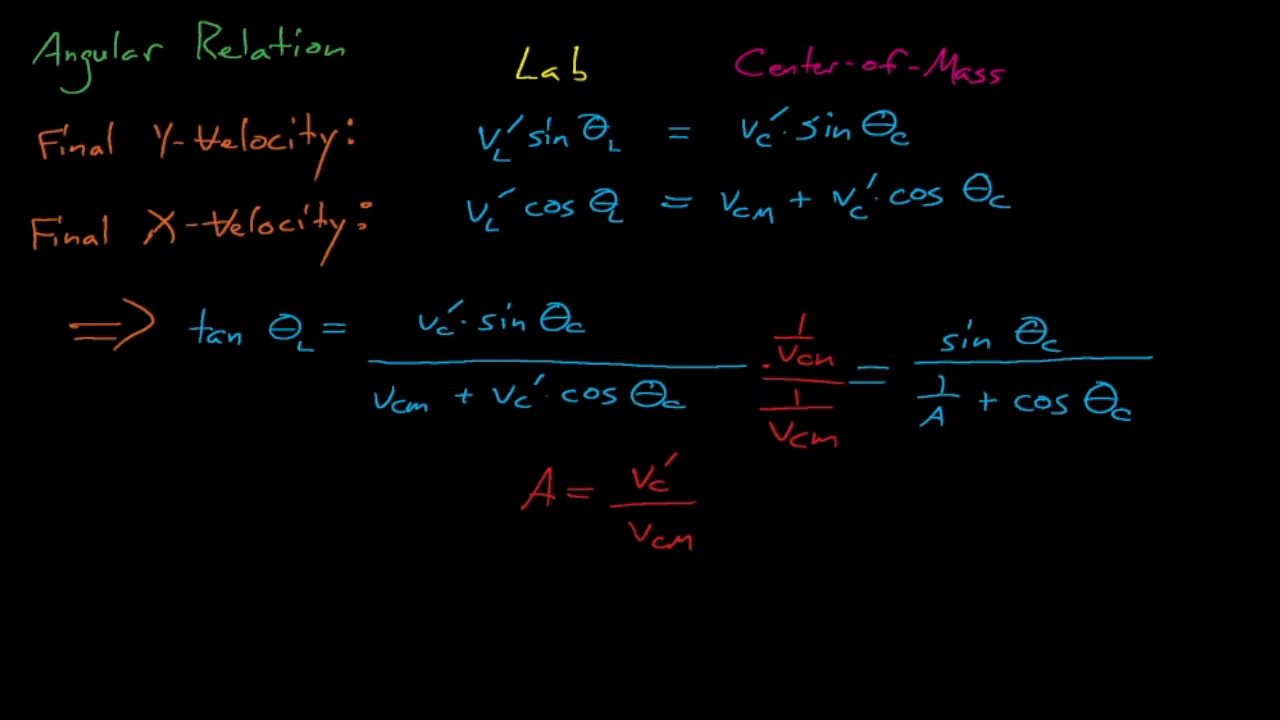 Angular Relation Lab Center-of-Mass
Final Y-Velocity: v_L' sin θ_L = v_c' · sin θ_c
Final X-Velocity: v_L' cos θ_L = v_cm + v_c' · cos θ_c
⇒ tan θ_L = (v_c' · sin θ_c) / (v_cm + v_c' · cos θ_c) · (1/v_cm) / (1/v_cm) = (sin θ_c) / (1/A + cos θ_c)
A = v_c' / v_cm